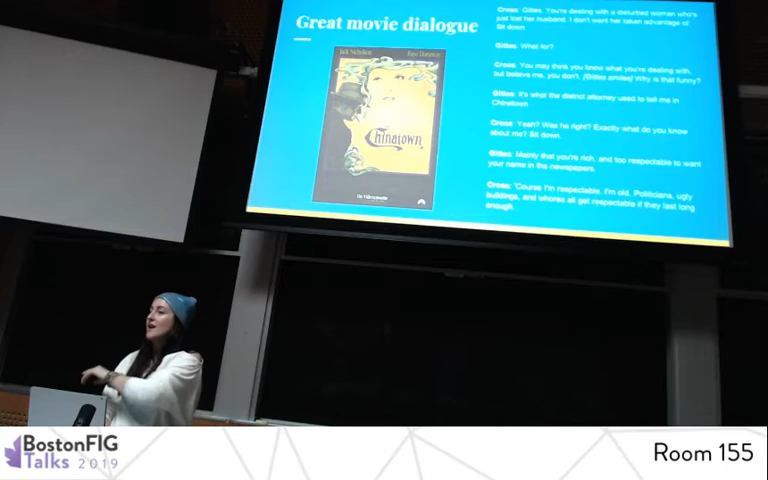 Great movie dialogue
Jack Nicholson Faye Dunaway
Chinatown
Cross: Gittes. You're dealing with a disturbed woman who's
just lost her husband. I don't want her taken advantage of.
Sit down.
Gittes: What for?
Cross: You may think you know what you're dealing with,
but believe me, you don't. [Gittes smiles] Why is that funny?
Gittes: It's what the district attorney used to tell me in
Chinatown.
Cross: Yeah? Was he right? Exactly what do you know
about me? Sit down.
Gittes: Mainly that you're rich, and too respectable to want
your name in the newspapers.
Cross: 'Course I'm respectable. I'm old. Politicians, ugly
buildings, and whores all get respectable if they last long
enough.
BostonFIG
Talks 2019
Room 155